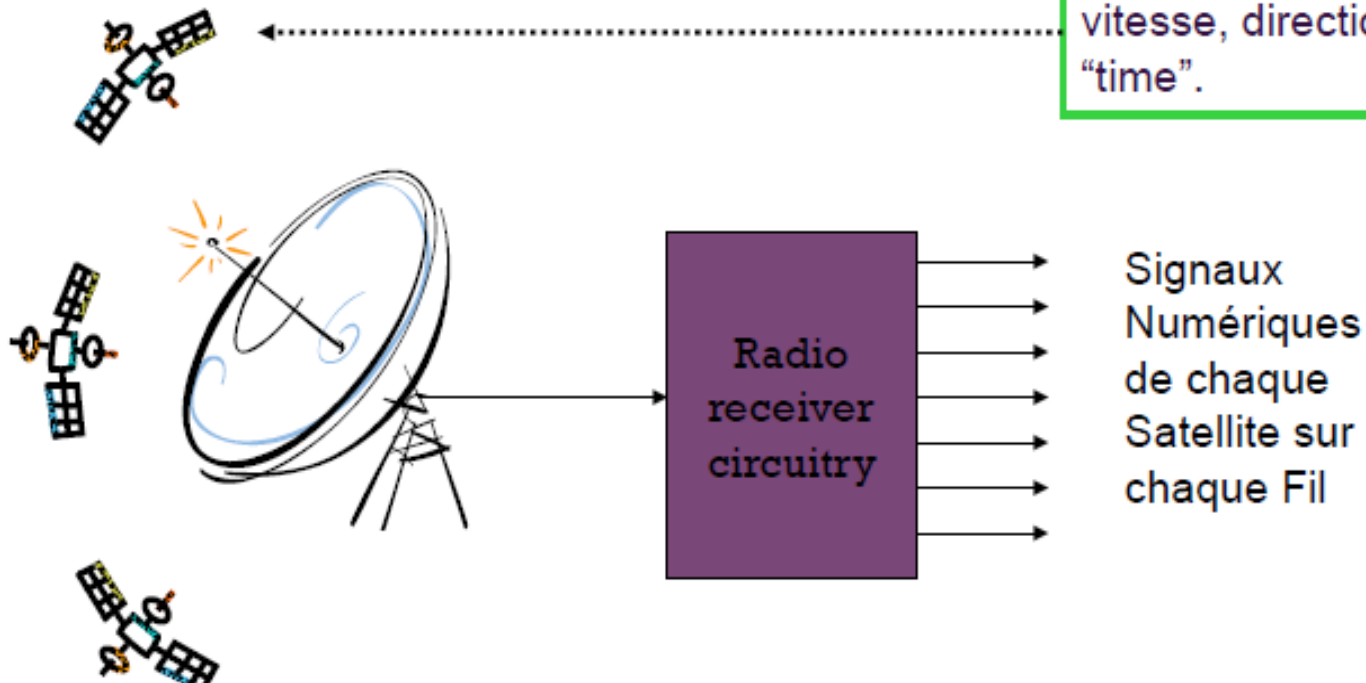 vitesse, directio
“time”.
Radio
receiver
circuitry
Signaux
Numériques
de chaque
Satellite sur
chaque Fil